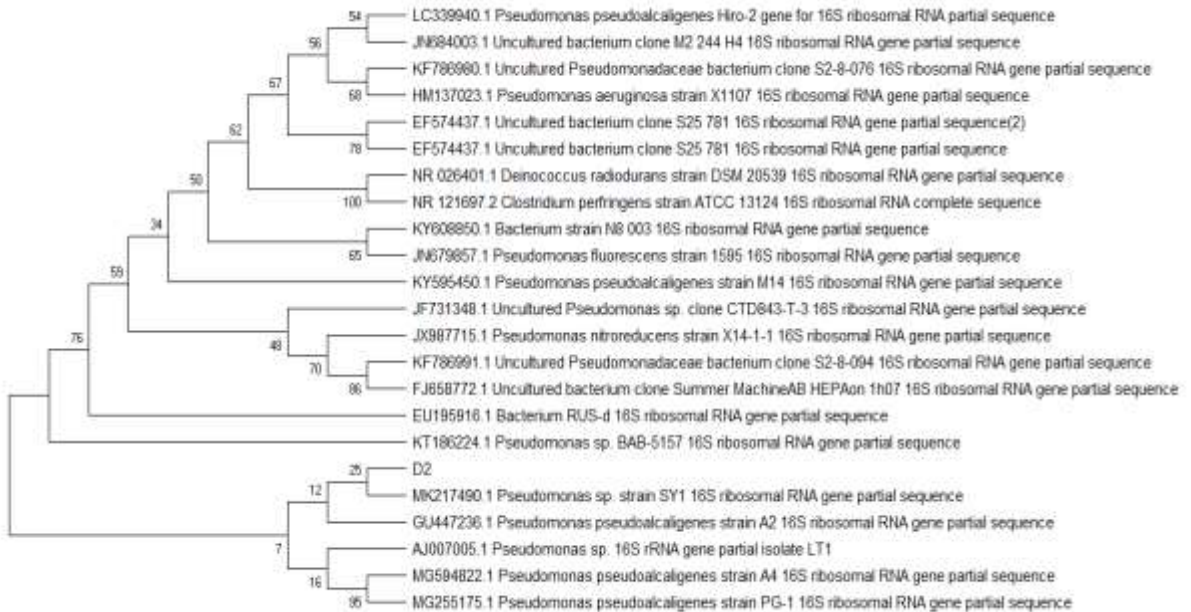 54 LC339940.1 Pseudomonas pseudoalcaligenes Hiro-2 gene for 16S ribosomal RNA partial sequence
56 JN684003.1 Uncultured bacterium clone M2 244 H4 16S ribosomal RNA gene partial sequence
KF786980.1 Uncultured Pseudomonadaceae bacterium clone S2-8-076 16S ribosomal RNA gene partial sequence
67 68 HM137023.1 Pseudomonas aeruginosa strain X1107 16S ribosomal RNA gene partial sequence
EF574437.1 Uncultured bacterium clone S25 781 16S ribosomal RNA gene partial sequence(2)
62 78 EF574437.1 Uncultured bacterium clone S25 781 16S ribosomal RNA gene partial sequence
50 NR 026401.1 Deinococcus radiodurans strain DSM 20539 16S ribosomal RNA gene partial sequence
100 NR 121697.2 Clostridium perfringens strain ATCC 13124 16S ribosomal RNA complete sequence
34 KY608850.1 Bacterium strain N8 003 16S ribosomal RNA gene partial sequence
65 JN679857.1 Pseudomonas fluorescens strain 1595 16S ribosomal RNA gene partial sequence
59 KY595450.1 Pseudomonas pseudoalcaligenes strain M14 16S ribosomal RNA gene partial sequence
JF731348.1 Uncultured Pseudomonas sp. clone CTD843-T-3 16S ribosomal RNA gene partial sequence
76 48 JX987715.1 Pseudomonas nitroreducens strain X14-1-1 16S ribosomal RNA gene partial sequence
70 KF786991.1 Uncultured Pseudomonadaceae bacterium clone S2-8-094 16S ribosomal RNA gene partial sequence
86 FJ658772.1 Uncultured bacterium clone Summer MachineAB HEPAon 1h07 16S ribosomal RNA gene partial sequence
EU195916.1 Bacterium RUS-d 16S ribosomal RNA gene partial sequence
KT186224.1 Pseudomonas sp. BAB-5157 16S ribosomal RNA gene partial sequence
25 D2
12 MK217490.1 Pseudomonas sp. strain SY1 16S ribosomal RNA gene partial sequence
GU447236.1 Pseudomonas pseudoalcaligenes strain A2 16S ribosomal RNA gene partial sequence
7 AJ007005.1 Pseudomonas sp. 16S rRNA gene partial isolate LT1
16 MG594822.1 Pseudomonas pseudoalcaligenes strain A4 16S ribosomal RNA gene partial sequence
95 MG255175.1 Pseudomonas pseudoalcaligenes strain PG-1 16S ribosomal RNA gene partial sequence